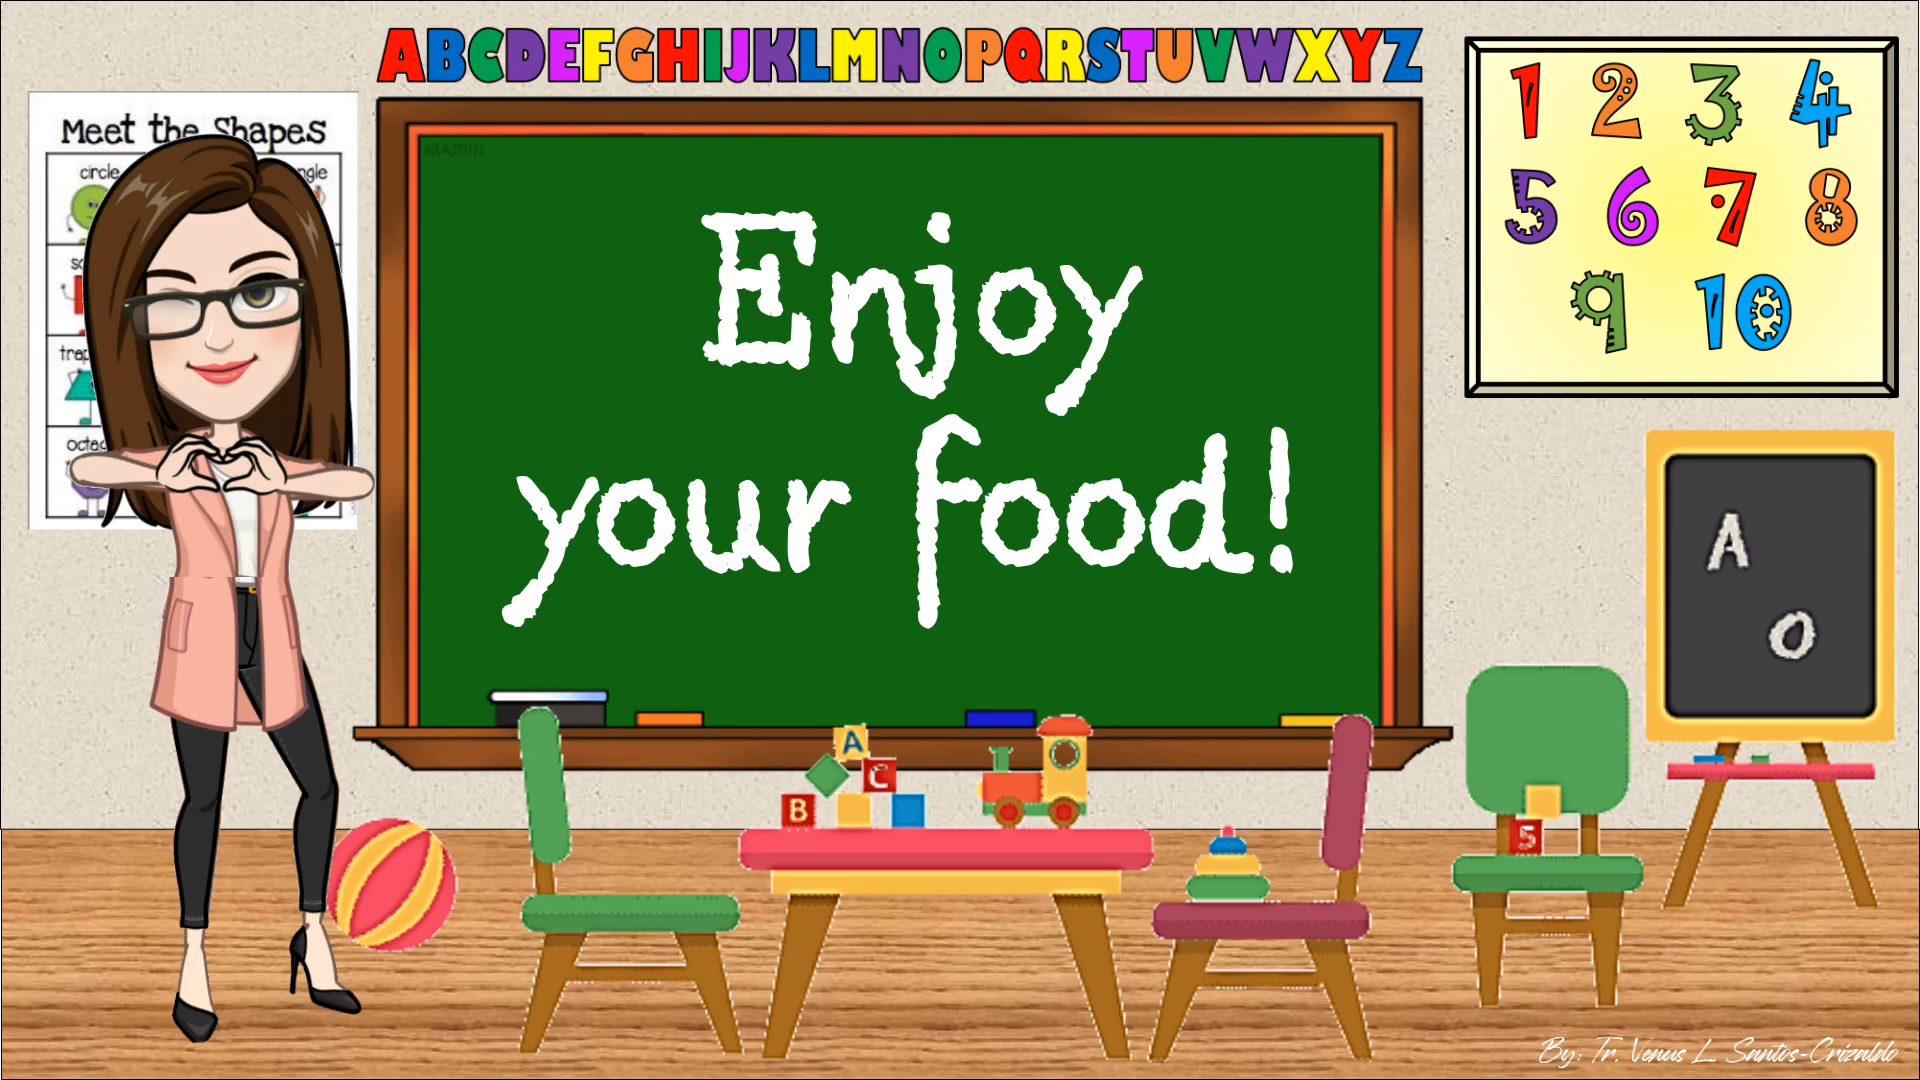 ABCDEFGHIJKLMNOPQRSTUVWXYZ
Meet the Shapes
circle
MARTIN
Enjoy
your food!
1 2 3 4
5 6 7 8
9 10
A
O
A
C
B
S
By: Tr. Venus L. Santos-Crizaldo